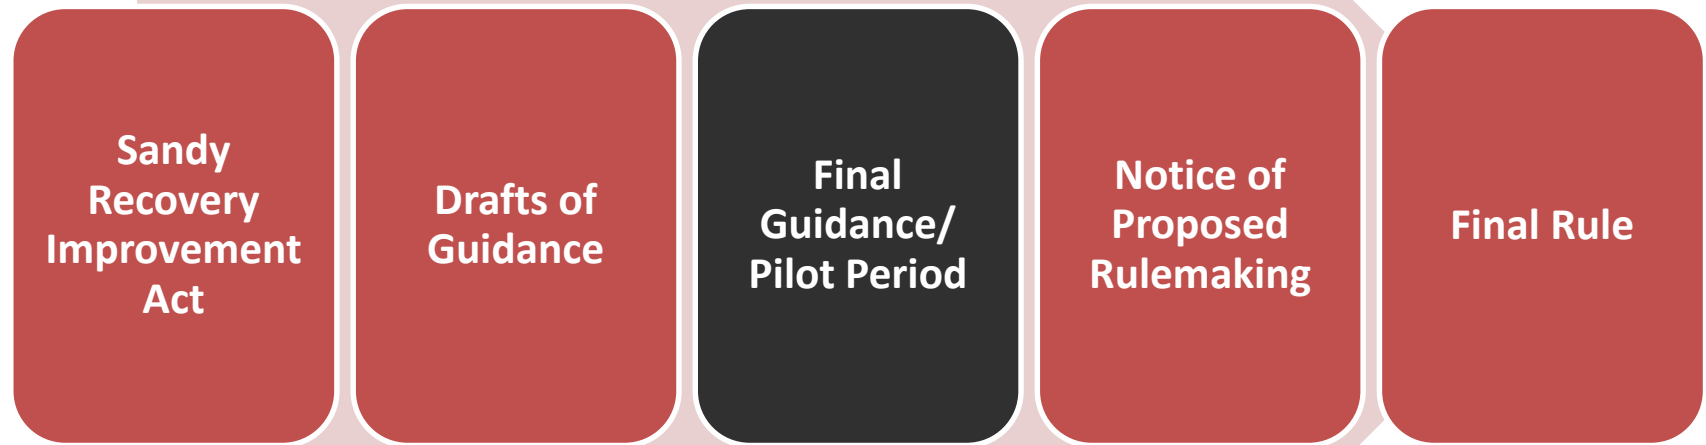 Sandy
Recovery
Improvement
Act
Drafts of
Guidance
Final
Guidance/
Pilot Period
Notice of
Proposed
Rulemaking
Final Rule